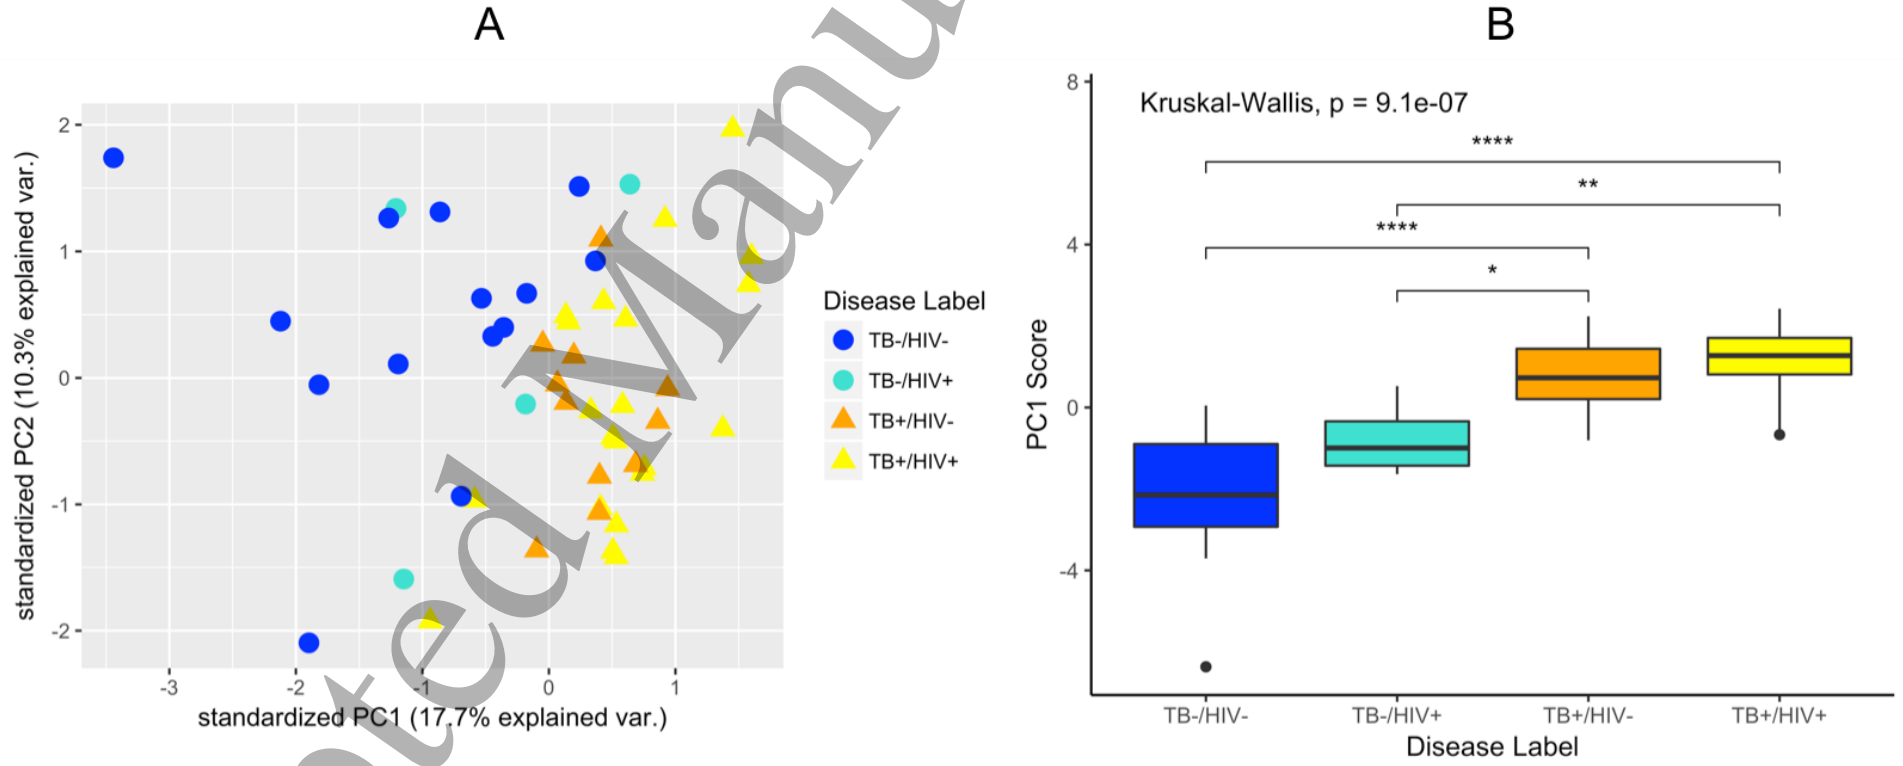 A
B
2
1
0
-1
-2
-3
-2
-1
0
1
standardized PC2 (10.3% explained var.)
standardized PC1 (17.7% explained var.)
Disease Label
TB-/HIV-
TB-/HIV+
TB+/HIV-
TB+/HIV+
Kruskal-Wallis, p = 9.1e-07
****
**
****
*
8
4
0
-4
PC1 Score
TB-/HIV-
TB-/HIV+
TB+/HIV-
TB+/HIV+
Disease Label
pted Manu